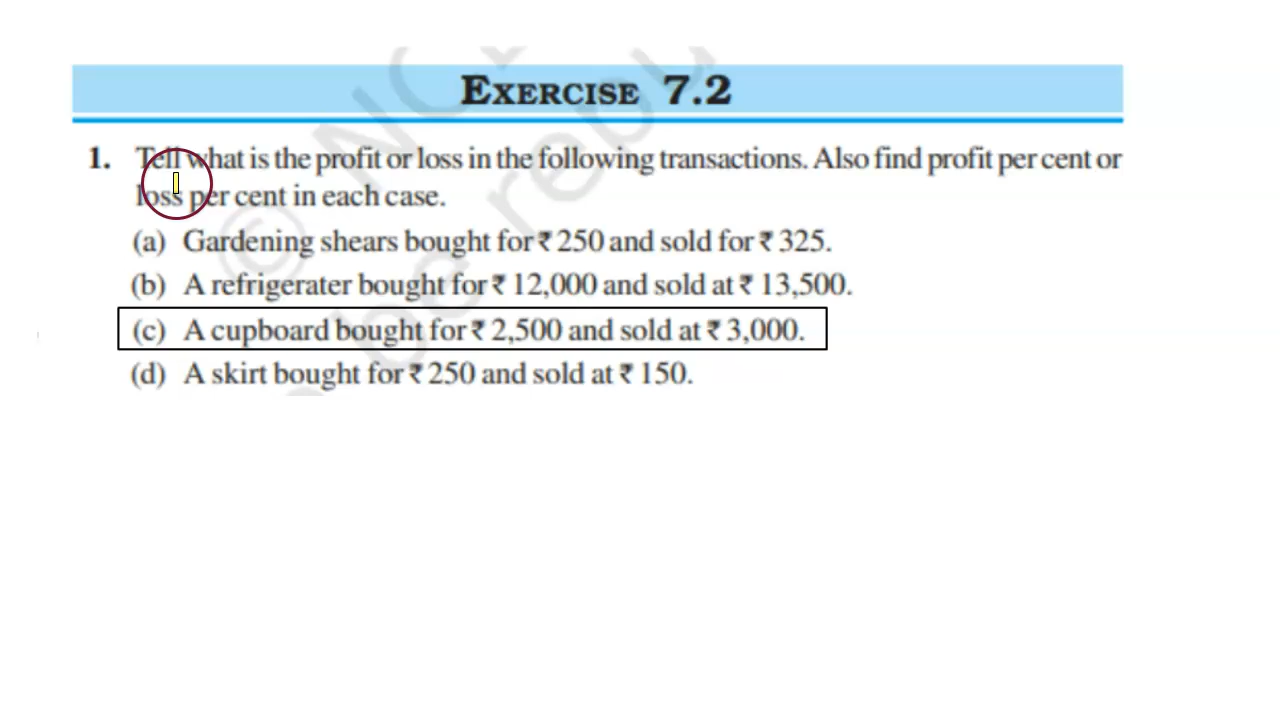 EXERCISE 7.2
1. Tell what is the profit or loss in the following transactions. Also find profit per cent or
loss per cent in each case.
(a) Gardening shears bought for ₹ 250 and sold for ₹ 325.
(b) A refrigerater bought for ₹ 12,000 and sold at ₹ 13,500.
(c) A cupboard bought for ₹ 2,500 and sold at ₹ 3,000.
(d) A skirt bought for ₹ 250 and sold at ₹ 150.